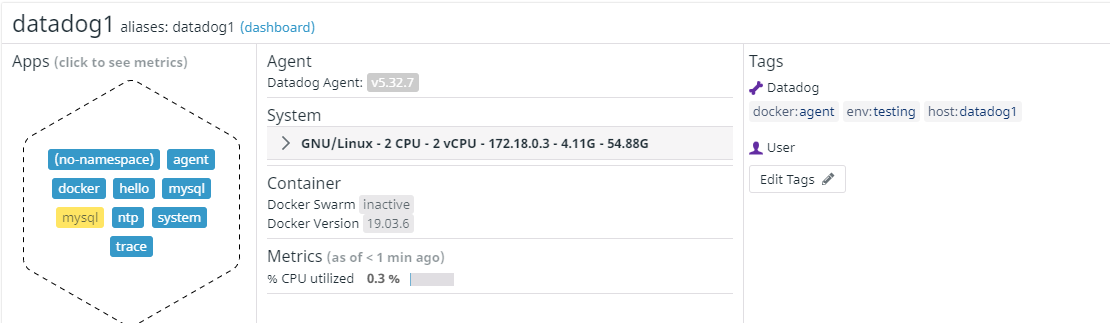 datadog1 aliases: datadog1 (dashboard)
Apps (click to see metrics)
(no-namespace) agent
docker hello mysql
mysql ntp system
trace
Agent
Datadog Agent: v5.32.7
System
GNU/Linux - 2 CPU - 2 vCPU - 172.18.0.3 - 4.11G - 54.88G
Container
Docker Swarm inactive
Docker Version 19.03.6
Metrics (as of < 1 min ago)
% CPU utilized 0.3 %
Tags
Datadog
docker:agent env:testing host:datadog1
User
Edit Tags